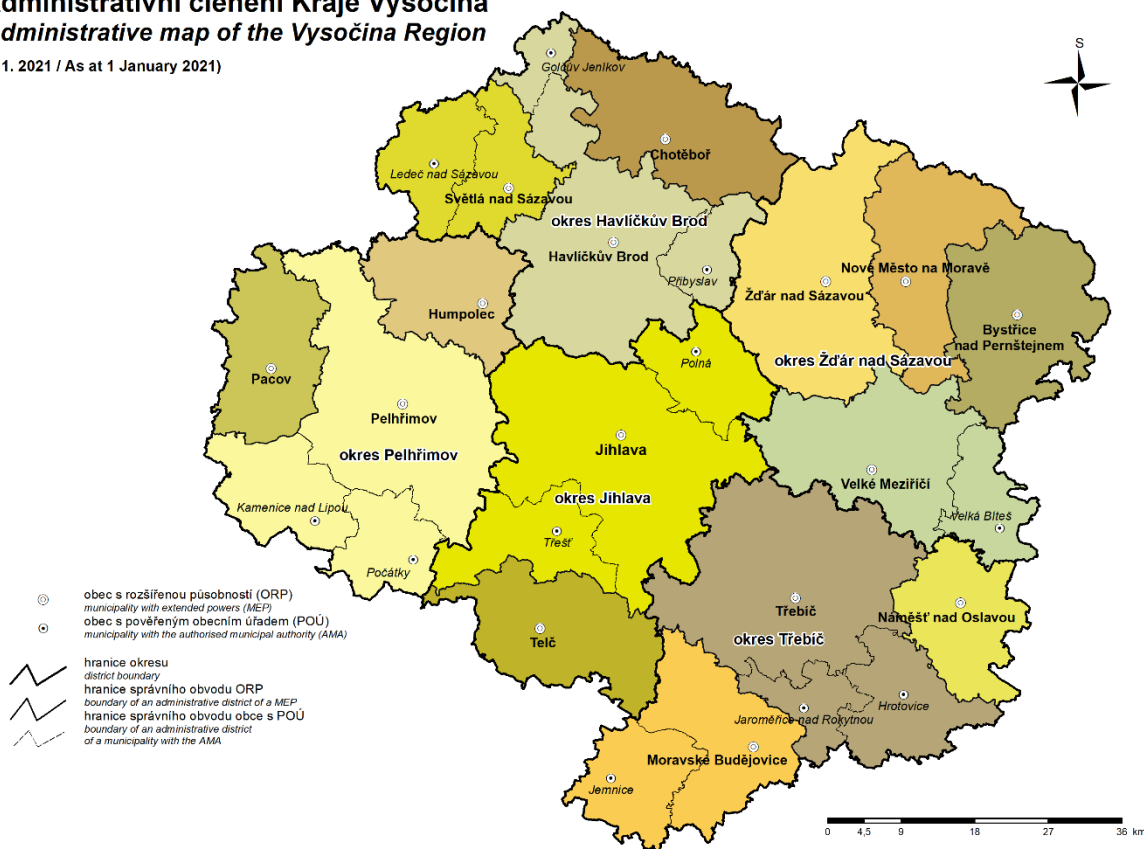 dministrativní členění Kraje Vysočina
dministrative map of the Vysočina Region
1. 2021 / As at 1 January 2021)
S
Golčův Jeníkov
Chotěboř
Ledeč nad Sázavou
Světlá nad Sázavou
okres Havlíčkův Brod
Havlíčkův Brod
Přibyslav
Nové Město na Moravě
Žďár nad Sázavou
Humpolec
Bystřice
nad Pernštejnem
okres Žďár nad Sázavou
Polná
Pacov
Pelhřimov
okres Pelhřimov
Jihlava
okres Jihlava
Velké Meziříčí
Kamenice nad Lipou
Velká Bíteš
Třešť
Počátky
Třebíč
Náměšť nad Oslavou
okres Třebíč
Telč
Hrotovice
Jaroměřice nad Rokytnou
Moravské Budějovice
Jemnice
obec s rozšířenou působností (ORP)
municipality with extended powers (MEP)
obec s pověřeným obecním úřadem (POÚ)
municipality with the authorised municipal authority (AMA)
hranice okresu
district boundary
hranice správního obvodu ORP
boundary of an administrative district of a MEP
hranice správního obvodu obce s POÚ
boundary of an administrative district
of a municipality with the AMA
0 4,5 9 18 27 36 km